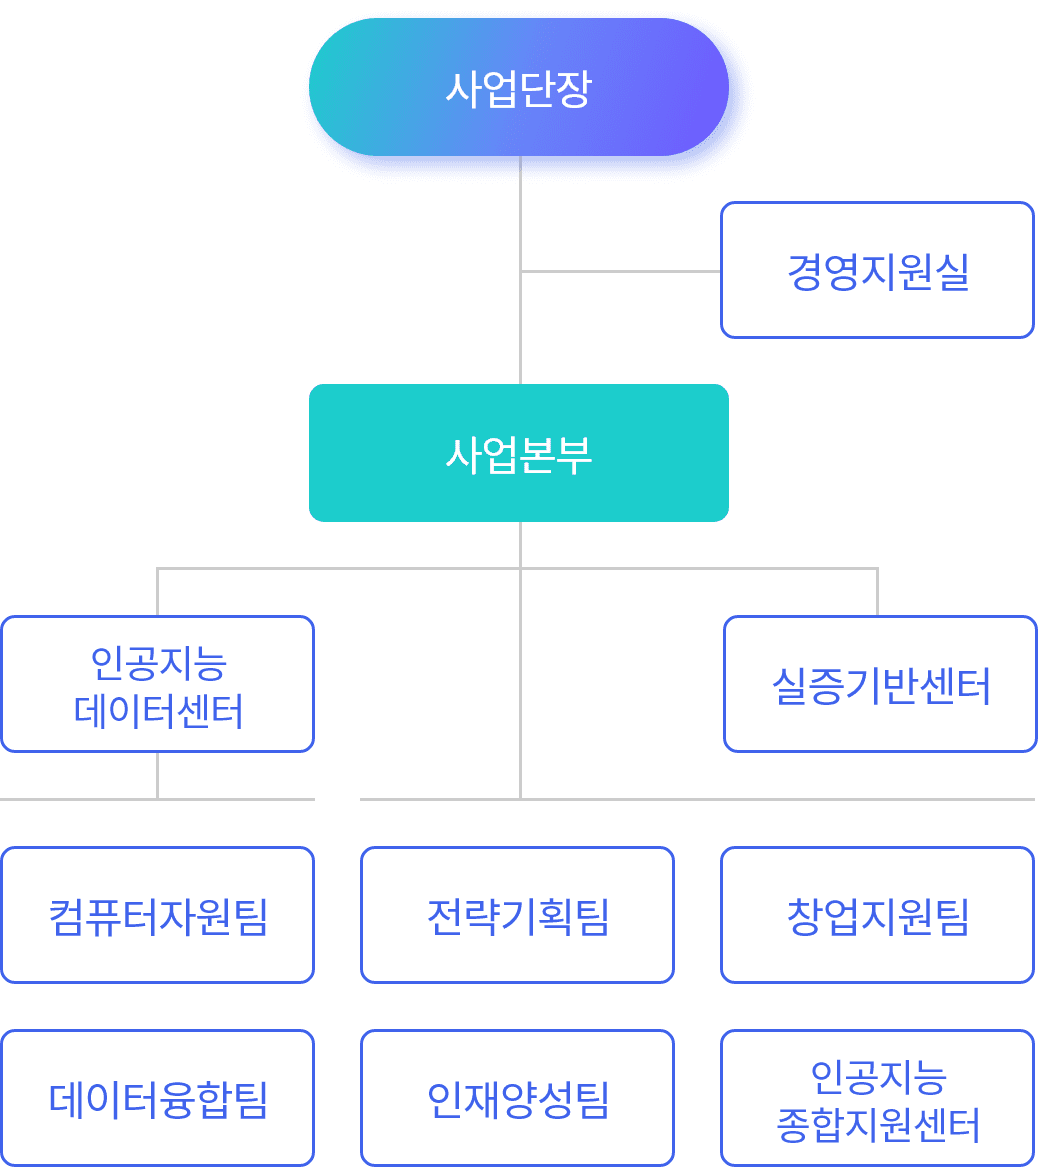 사업단장
경영지원실
사업본부
인공지능
데이터센터
실증기반센터
컴퓨터자원팀
전략기획팀
창업지원팀
데이터융합팀
인재양성팀
인공지능
종합지원센터